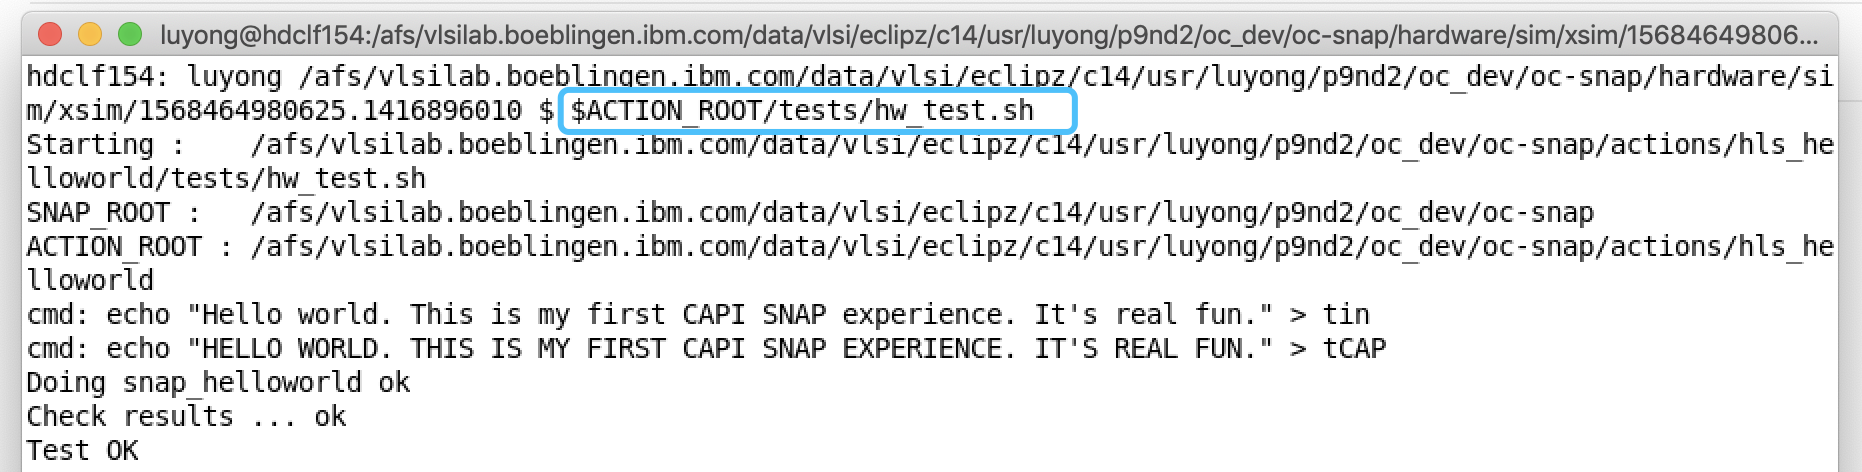 luyong@hdclf154:/afs/vlsilab.boeblingen.ibm.com/data/vlsi/eclipz/c14/usr/luyong/p9nd2/oc_dev/oc-snap/hardware/sim/xsim/15684649806...
hdclf154: luyong /afs/vlsilab.boeblingen.ibm.com/data/vlsi/eclipz/c14/usr/luyong/p9nd2/oc_dev/oc-snap/hardware/si
m/xsim/1568464980625.1416896010 $ $ACTION_ROOT/tests/hw_test.sh
Starting :    /afs/vlsilab.boeblingen.ibm.com/data/vlsi/eclipz/c14/usr/luyong/p9nd2/oc_dev/oc-snap/actions/hls_he
lloworld/tests/hw_test.sh
SNAP_ROOT :   /afs/vlsilab.boeblingen.ibm.com/data/vlsi/eclipz/c14/usr/luyong/p9nd2/oc_dev/oc-snap
ACTION_ROOT : /afs/vlsilab.boeblingen.ibm.com/data/vlsi/eclipz/c14/usr/luyong/p9nd2/oc_dev/oc-snap/actions/hls_he
lloworld
cmd: echo "Hello world. This is my first CAPI SNAP experience. It's real fun." > tin
cmd: echo "HELLO WORLD. THIS IS MY FIRST CAPI SNAP EXPERIENCE. IT'S REAL FUN." > tCAP
Doing snap_helloworld ok
Check results ... ok
Test OK